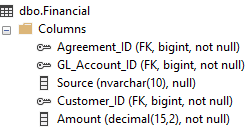 dbo.Financial
Columns
Agreement_ID (FK, bigint, not null)
GL_Account_ID (FK, bigint, not null)
Source (nvarchar(10), null)
Customer_ID (FK, bigint, not null)
Amount (decimal(15,2), not null)